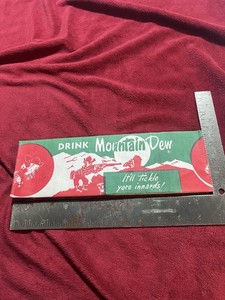 DRINK Mountain Dew
It'll tickle
yore innards!